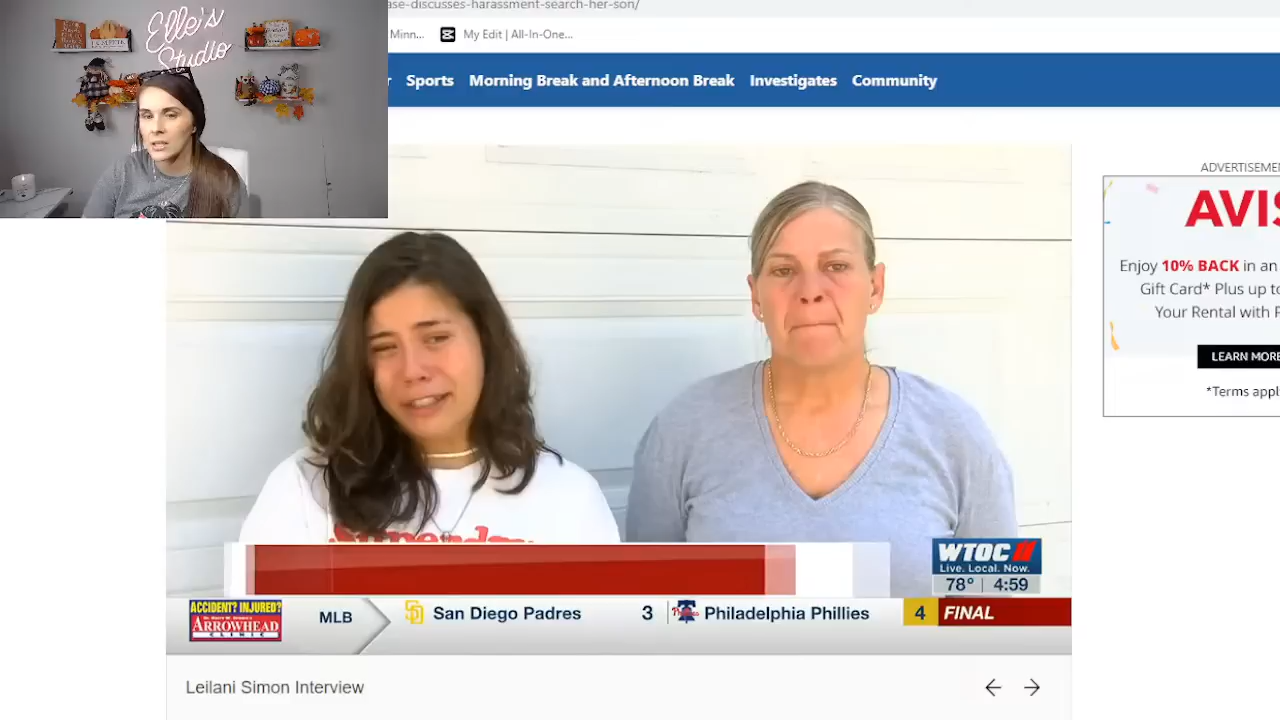 Elle's
Studio
ase-discusses-harassment-search-her-son/
Minn...
My Edit | All-In-One...
r Sports Morning Break and Afternoon Break Investigates Community
ADVERTISEMEN
AVIS
Enjoy 10% BACK in an
Gift Card* Plus up to
Your Rental with P
LEARN MORE
*Terms appl
WTOC 11
Live. Local. Now.
78° | 4:59
ACCIDENT? INJURED?
ARROWHEAD
CLINIC
MLB
San Diego Padres 3 Philadelphia Phillies 4 FINAL
Leilani Simon Interview